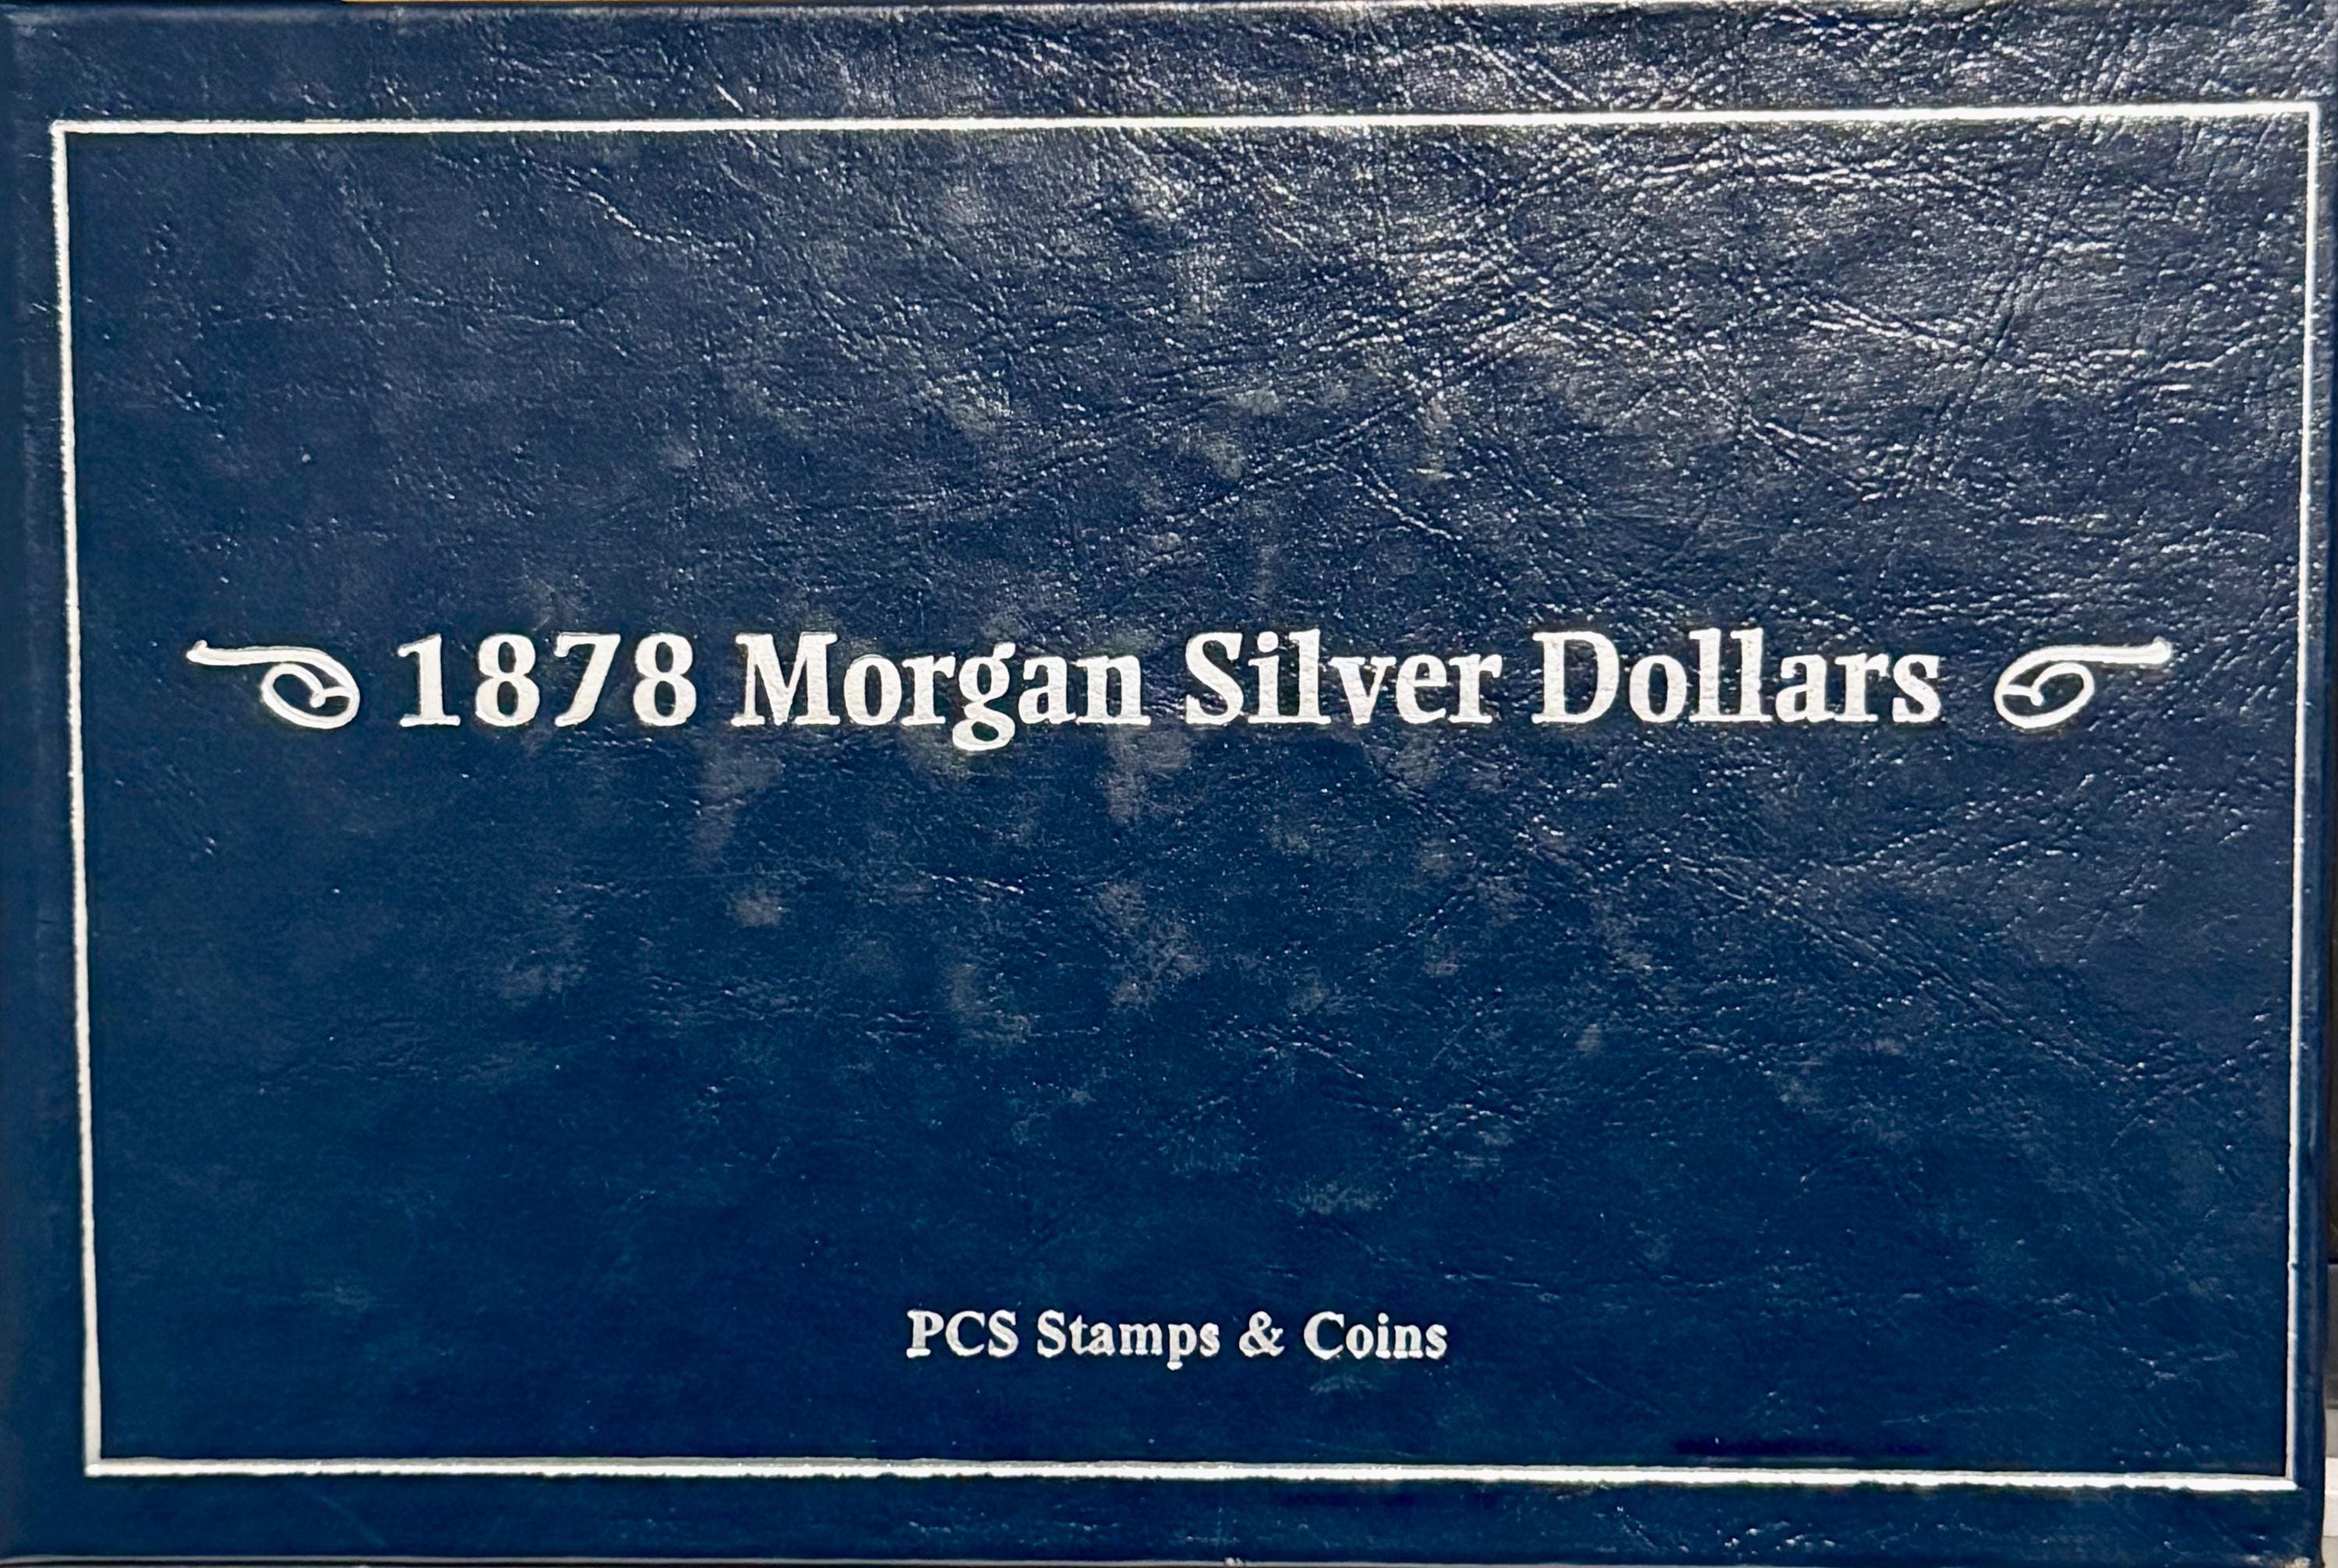 1878 Morgan Silver Dollars
PCS Stamps & Coins